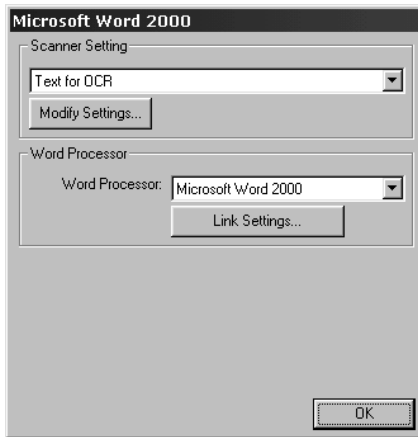 Microsoft Word 2000
Scanner Setting
Text for OCR
Modify Settings...
Word Processor
Word Processor: Microsoft Word 2000
Link Settings...
OK